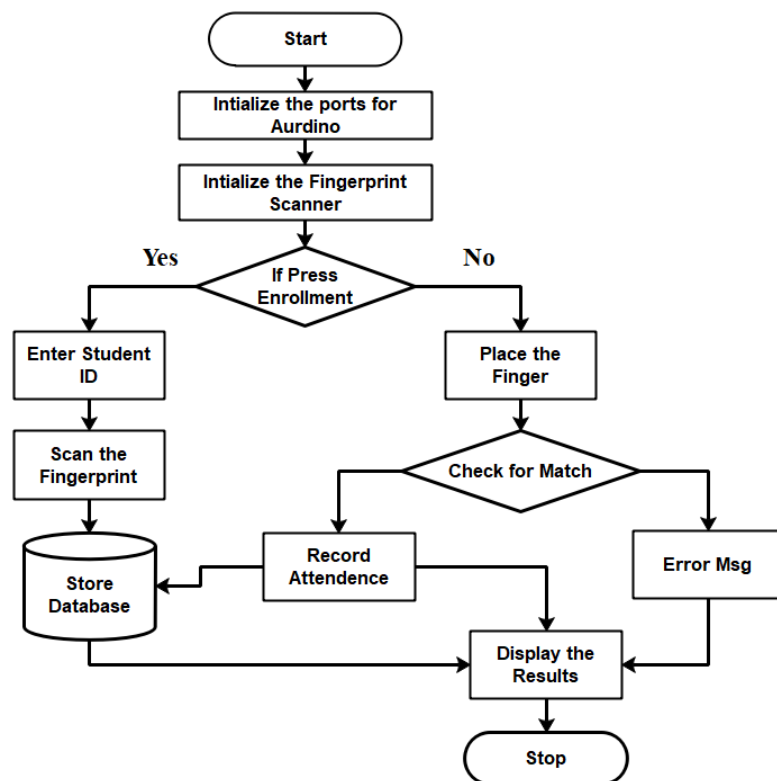 Start
Intialize the ports for
Aurdino
Intialize the Fingerprint
Scanner
Yes
No
If Press
Enrollment
Enter Student
ID
Place the
Finger
Scan the
Fingerprint
Check for Match
Store
Database
Record
Attendence
Error Msg
Display the
Results
Stop